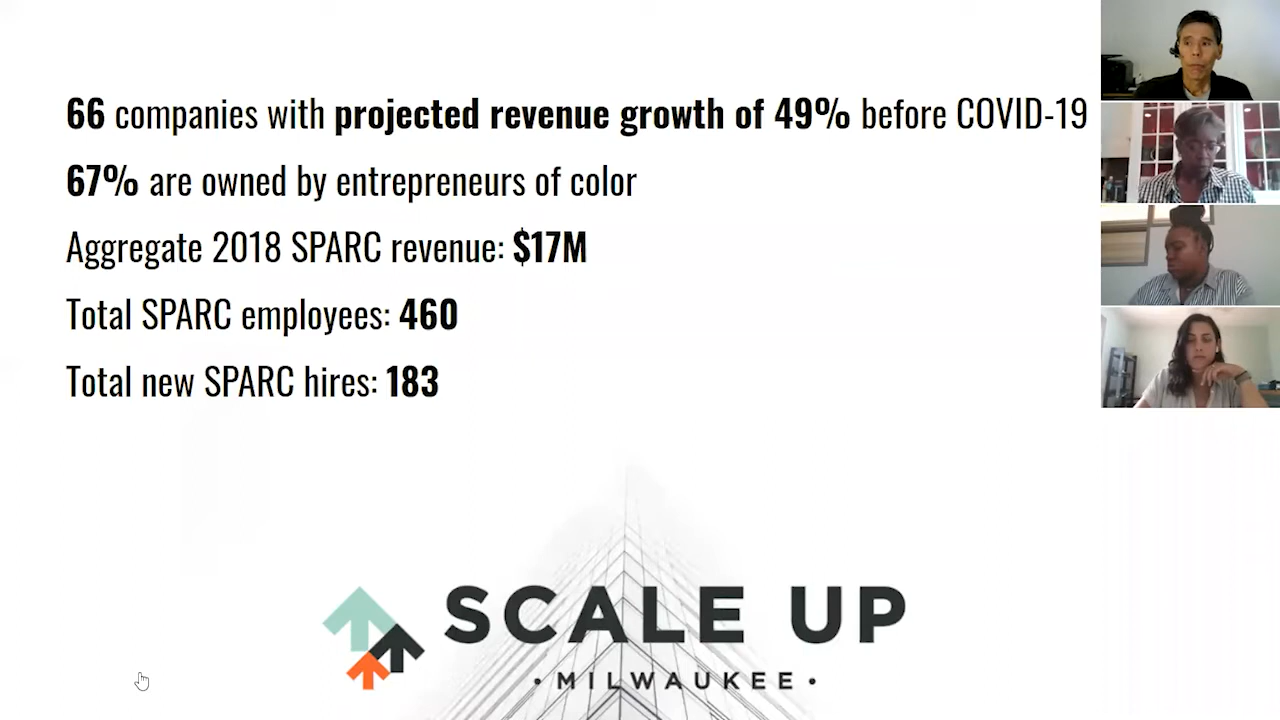 66 companies with projected revenue growth of 49% before COVID-19
67% are owned by entrepreneurs of color
Aggregate 2018 SPARC revenue: $17M
Total SPARC employees: 460
Total new SPARC hires: 183
SCALE UP
•MILWAUKEE•